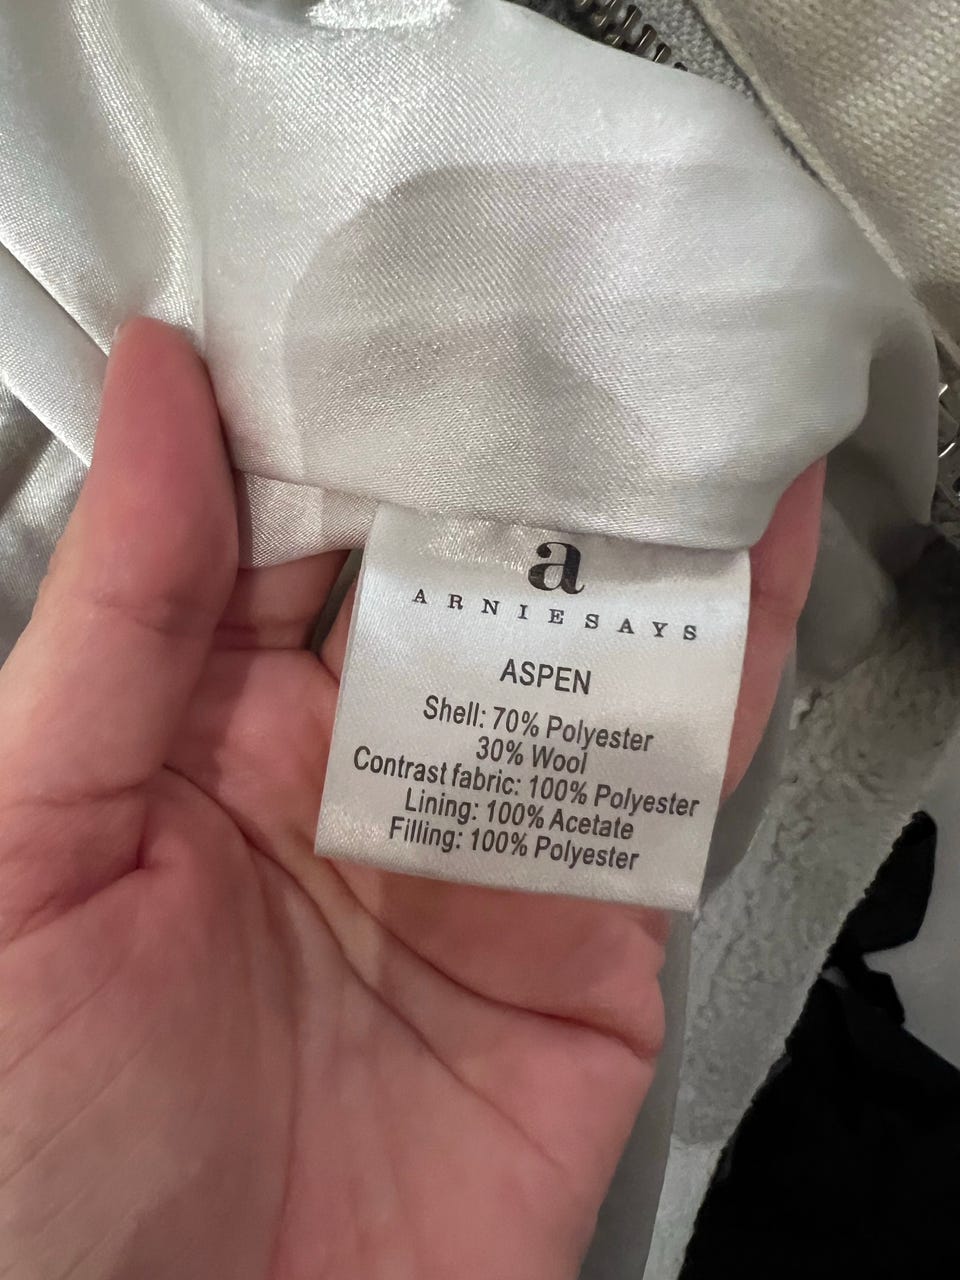 a
ARNIESAYS
ASPEN
Shell: 70% Polyester
30% Wool
Contrast fabric: 100% Polyester
Lining: 100% Acetate
Filling: 100% Polyester